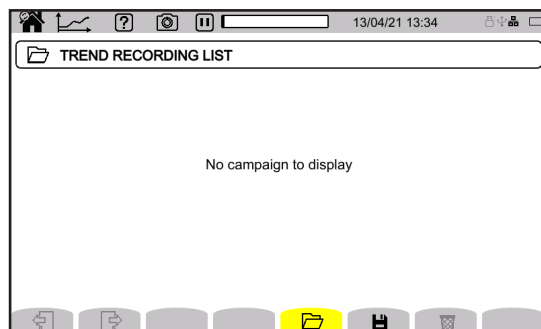 ?
13/04/21 13:34
TREND RECORDING LIST
No campaign to display